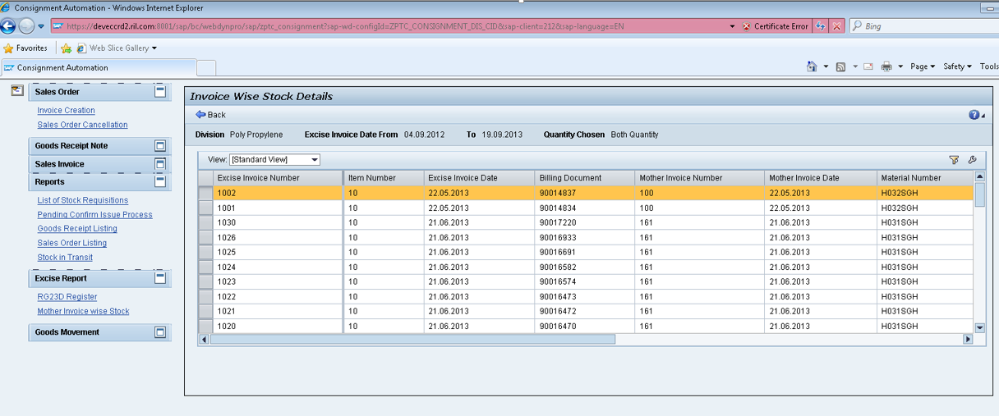 Consignment Automation - Windows Internet Explorer
https://deveccrd2.ril.com:8001/sap/bc/webdynpro/sap/zptc_consignment?sap-wd-configId=ZPTC_CONSIGNMENT_DIS_CID&sap-client=212&sap-language=EN Certificate Error Bing
Favorites Web Slice Gallery
Consignment Automation Page Safety Tools
Sales Order
Invoice Creation
Sales Order Cancellation
Goods Receipt Note
Sales Invoice
Reports
List of Stock Requisitions
Pending Confirm Issue Process
Goods Receipt Listing
Sales Order Listing
Stock in Transit
Excise Report
RG23D Register
Mother Invoice wise Stock
Goods Movement
Invoice Wise Stock Details
Back
Division Poly Propylene Excise Invoice Date From 04.09.2012 To 19.09.2013 Quantity Chosen Both Quantity
View: [Standard View]
Excise Invoice Number Item Number Excise Invoice Date Billing Document Mother Invoice Number Mother Invoice Date Material Number
1002 10 22.05.2013 90014837 100 22.05.2013 H032SGH
1001 10 22.05.2013 90014834 100 22.05.2013 H032SGH
1030 10 21.06.2013 90017220 161 21.06.2013 H031SGH
1026 10 21.06.2013 90016933 161 21.06.2013 H031SGH
1025 10 21.06.2013 90016691 161 21.06.2013 H031SGH
1024 10 21.06.2013 90016582 161 21.06.2013 H031SGH
1023 10 21.06.2013 90016574 161 21.06.2013 H031SGH
1022 10 21.06.2013 90016473 161 21.06.2013 H031SGH
1021 10 21.06.2013 90016472 161 21.06.2013 H031SGH
1020 10 21.06.2013 90016470 161 21.06.2013 H031SGH